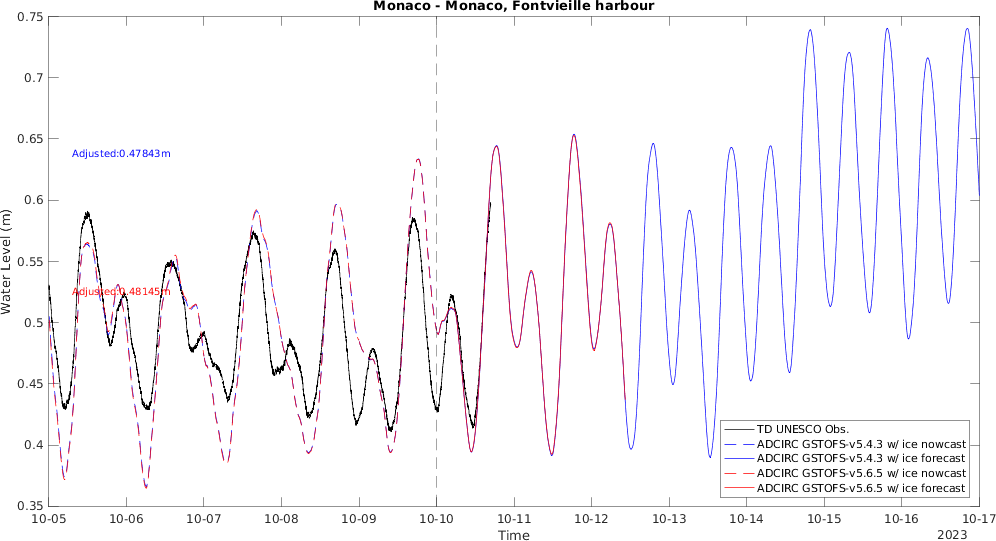 Monaco - Monaco, Fontvieille harbour
0.75
0.7
0.65
0.6
0.55
0.5
0.45
0.4
0.35
Water Level (m)
Adjusted:0.47843m
Adjusted:0.48145m
TD UNESCO Obs.
ADCIRC GSTOFS-v5.4.3 w/ ice nowcast
ADCIRC GSTOFS-v5.4.3 w/ ice forecast
ADCIRC GSTOFS-v5.6.5 w/ ice nowcast
ADCIRC GSTOFS-v5.6.5 w/ ice forecast
10-05 10-06 10-07 10-08 10-09 10-10 10-11 10-12 10-13 10-14 10-15 10-16 10-17
Time
2023